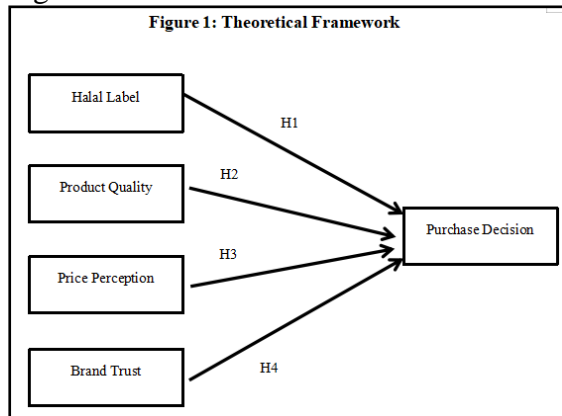 Figure 1: Theoretical Framework
Halal Label
H1
Product Quality
H2
Purchase Decision
Price Perception
H3
Brand Trust
H4